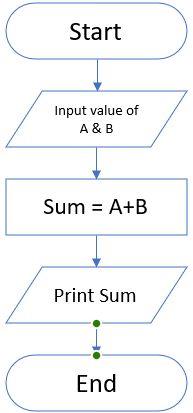 Start
Input value of
A & B
Sum = A+B
Print Sum
End